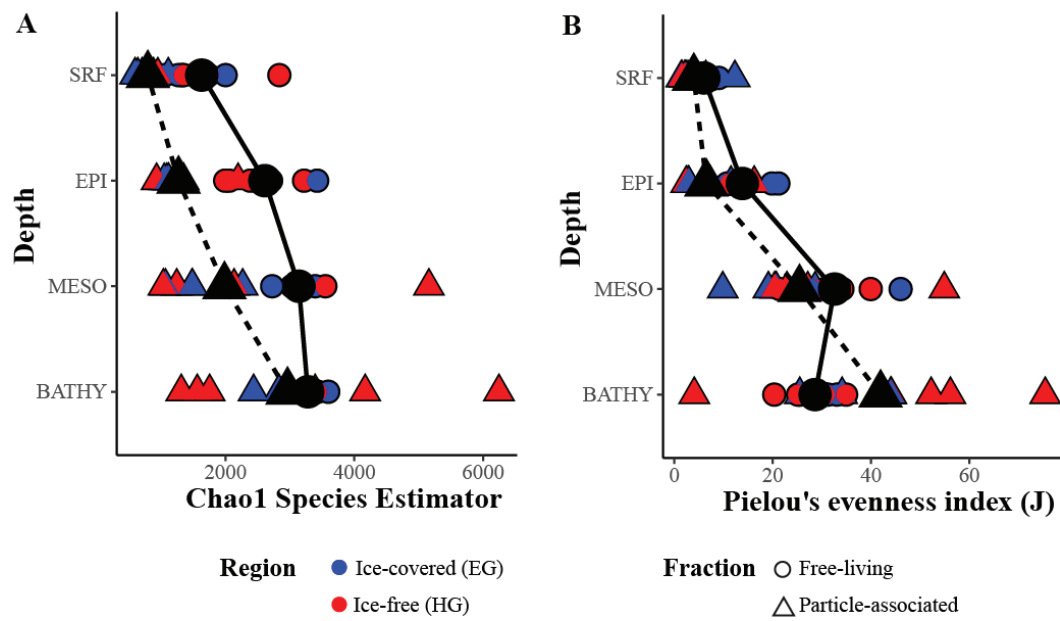 A
Depth
SRF
EPI
MESO
BATHY
2000
4000
6000
Chao1 Species Estimator
B
Depth
SRF
EPI
MESO
BATHY
0
20
40
60
Pielou's evenness index (J)
Region
Ice-covered (EG)
Ice-free (HG)
Fraction
Free-living
Particle-associated